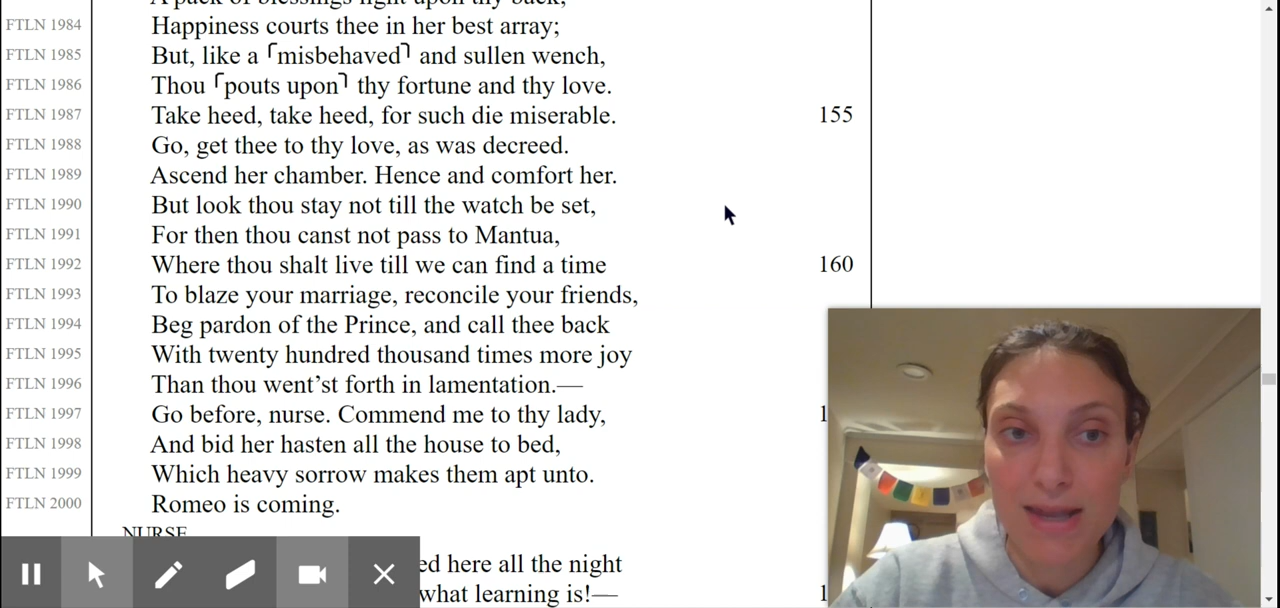 FTLN 1984 Happiness courts thee in her best array;
FTLN 1985 But, like a ⌜misbehaved⌝ and sullen wench,
FTLN 1986 Thou ⌜pouts upon⌝ thy fortune and thy love.
FTLN 1987 Take heed, take heed, for such die miserable. 155
FTLN 1988 Go, get thee to thy love, as was decreed.
FTLN 1989 Ascend her chamber. Hence and comfort her.
FTLN 1990 But look thou stay not till the watch be set,
FTLN 1991 For then thou canst not pass to Mantua,
FTLN 1992 Where thou shalt live till we can find a time 160
FTLN 1993 To blaze your marriage, reconcile your friends,
FTLN 1994 Beg pardon of the Prince, and call thee back
FTLN 1995 With twenty hundred thousand times more joy
FTLN 1996 Than thou went’st forth in lamentation.—
FTLN 1997 Go before, nurse. Commend me to thy lady,
FTLN 1998 And bid her hasten all the house to bed,
FTLN 1999 Which heavy sorrow makes them apt unto.
FTLN 2000 Romeo is coming.
NURSE
here all the night
what learning is!—